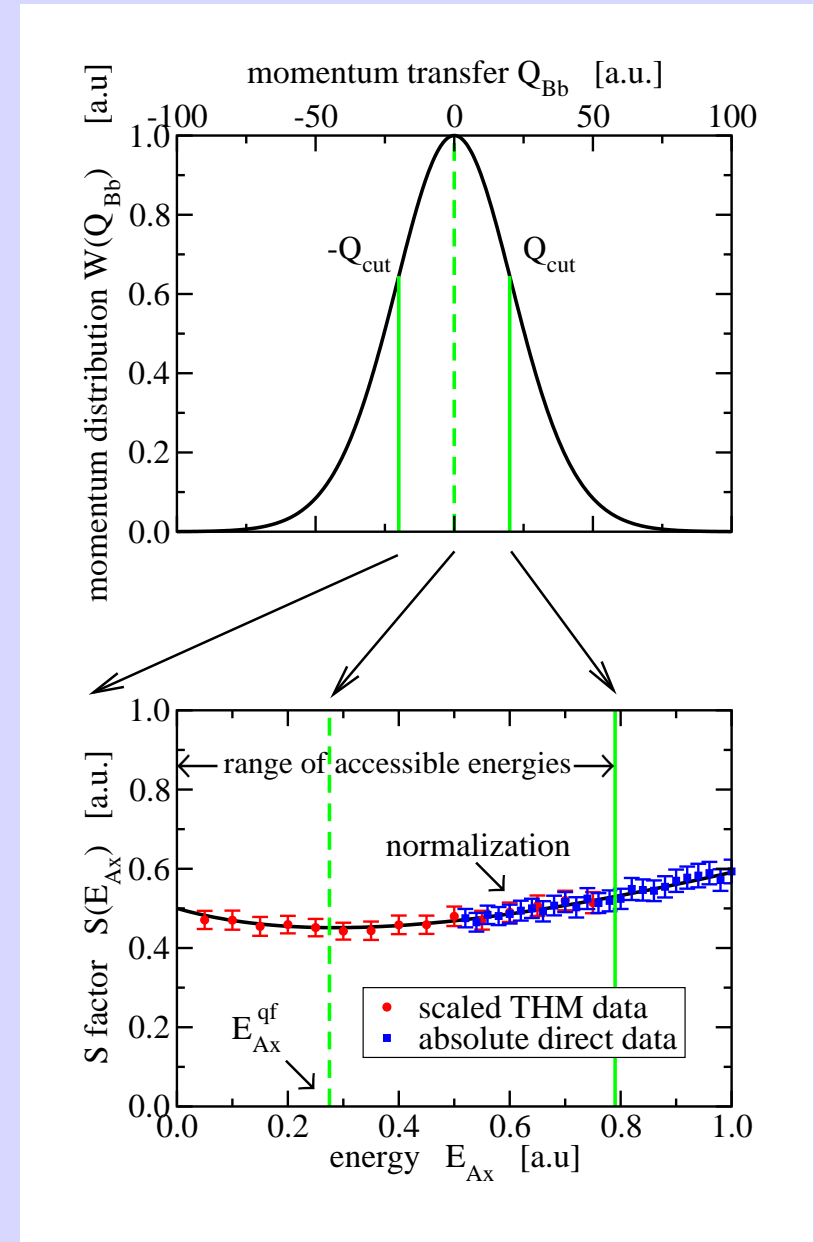 momentum transfer Q_Bb [a.u.]
-100 -50 0 50 100
momentum distribution W(Q_Bb) [a.u]
1.0
0.8
0.6
0.4
0.2
0.0
-Q_cut
Q_cut
S factor S(E_Ax) [a.u.]
1.0
0.8
0.6
0.4
0.2
0.0
range of accessible energies
normalization
E_Ax^qf
scaled THM data
absolute direct data
0.0 0.2 0.4 0.6 0.8 1.0
energy E_Ax [a.u]